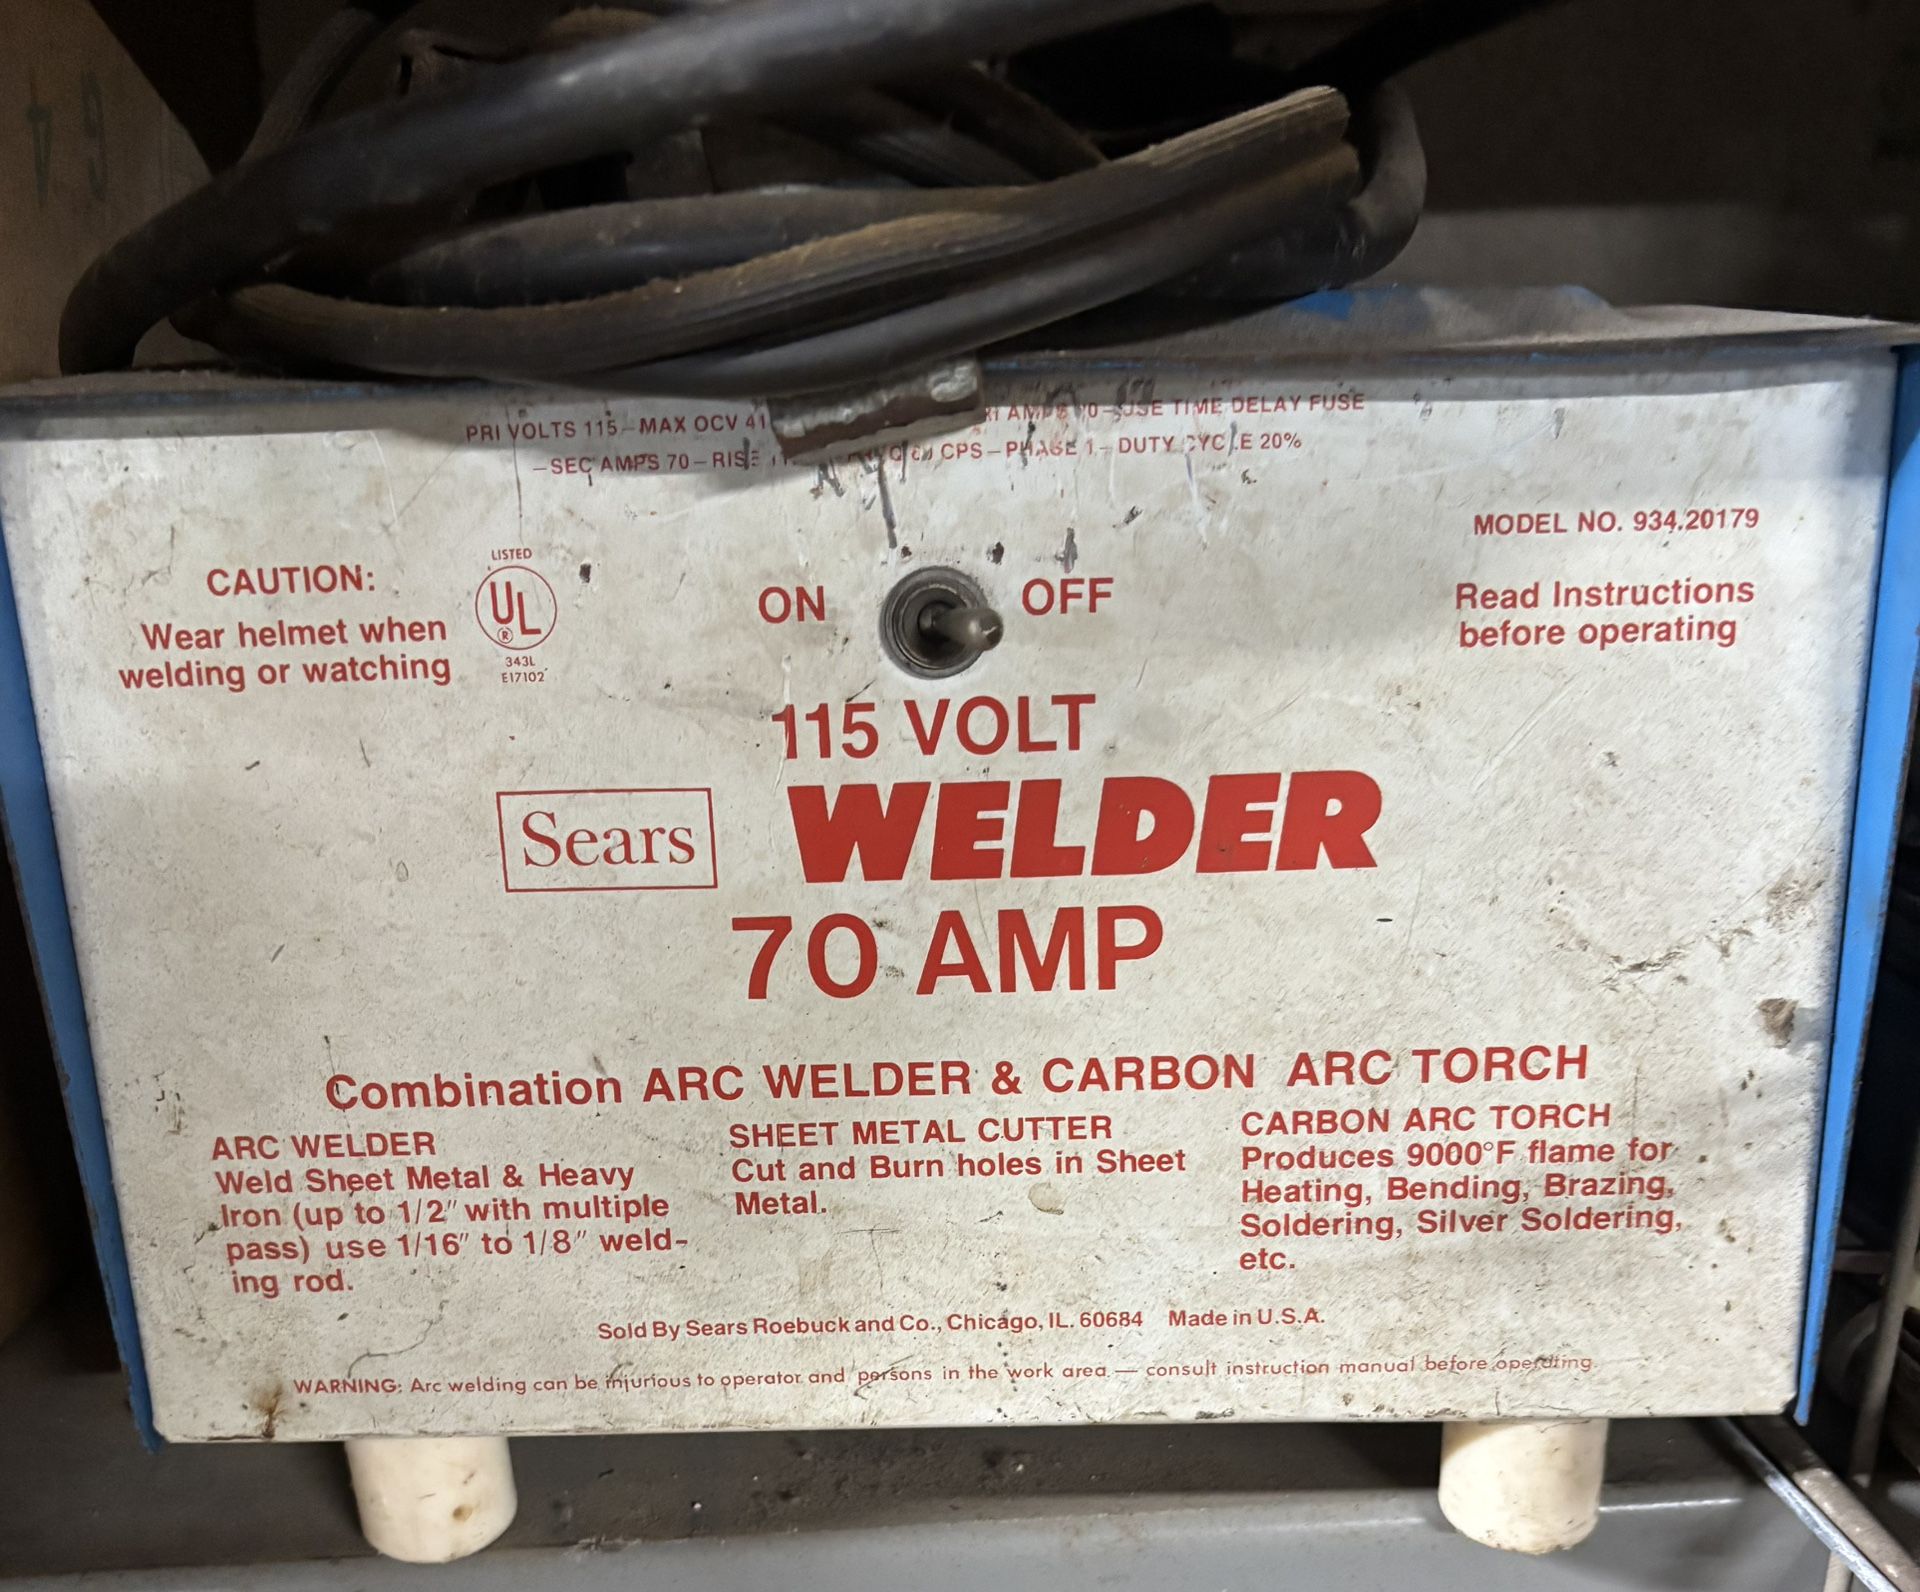 PRI VOLTS 115-MAX OCV 41 AMPS USE TIME DELAY FUSE
-SEC AMPS 70-RISE CPS-PHASE 1-DUTY CYCLE 20%
MODEL NO. 934.20179
LISTED
UL
®
343L
E17102
CAUTION:
Wear helmet when
welding or watching
ON OFF
Read Instructions
before operating
115 VOLT
Sears WELDER
70 AMP
Combination ARC WELDER & CARBON ARC TORCH
ARC WELDER
Weld Sheet Metal & Heavy
Iron (up to 1/2" with multiple
pass) use 1/16" to 1/8" weld-
ing rod.
SHEET METAL CUTTER
Cut and Burn holes in Sheet
Metal.
CARBON ARC TORCH
Produces 9000°F flame for
Heating, Bending, Brazing,
Soldering, Silver Soldering,
etc.
Sold By Sears Roebuck and Co., Chicago, IL. 60684 Made in U.S.A.
WARNING: Arc welding can be injurious to operator and persons in the work area — consult instruction manual before operating.